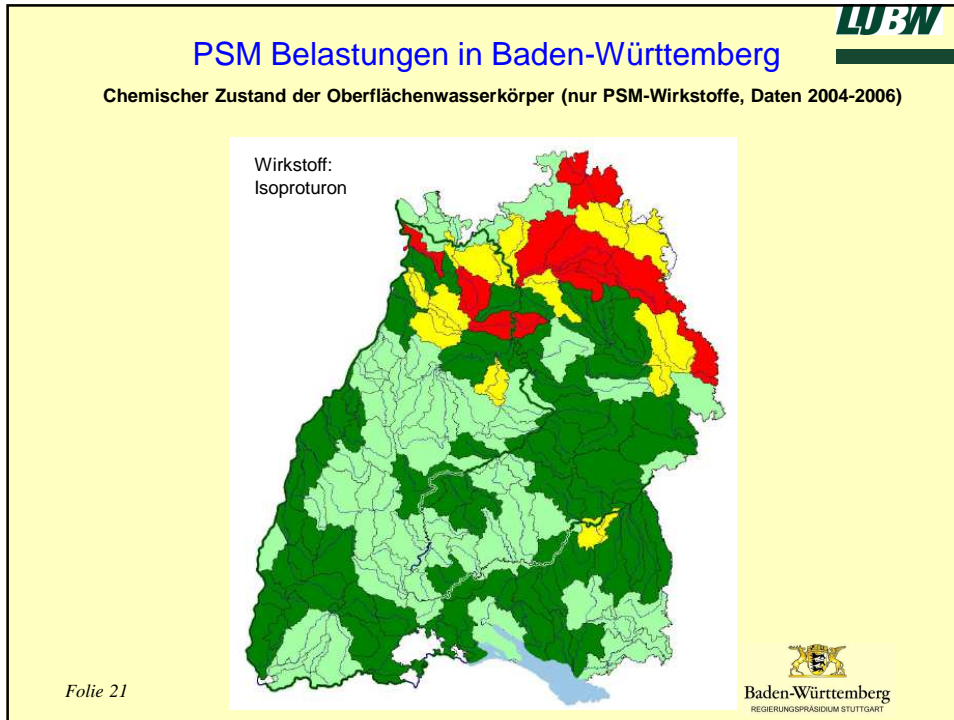 LUBW
PSM Belastungen in Baden-Württemberg
Chemischer Zustand der Oberflächenwasserkörper (nur PSM-Wirkstoffe, Daten 2004-2006)
Wirkstoff:
Isoproturon
Folie 21
Baden-Württemberg
REGIERUNGSPRÄSIDIUM STUTTGART